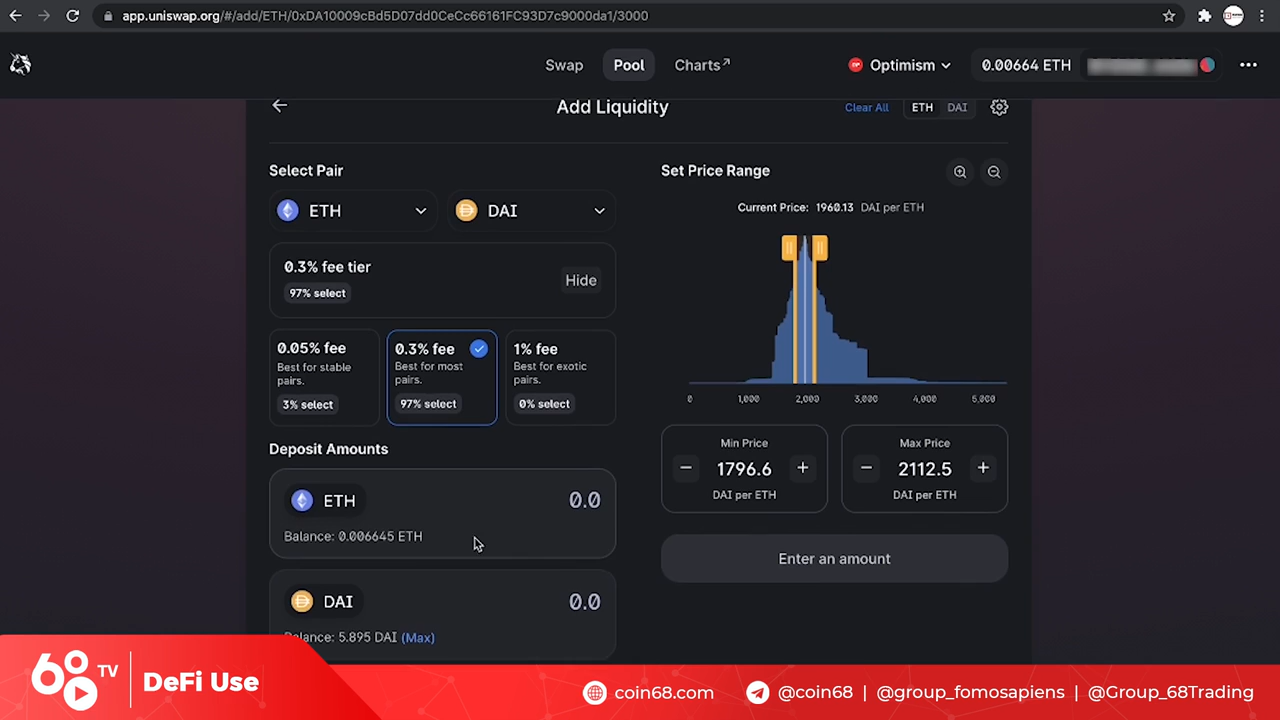 app.uniswap.org/#/add/ETH/0xDA10009cBd5D07dd0CeCc66161FC93D7c9000da1/3000
Swap Pool Charts↗ Optimism 0.00664 ETH
Add Liquidity Clear All ETH DAI
Select Pair
ETH DAI
0.3% fee tier
97% select
Hide
0.05% fee
Best for stable
pairs.
3% select
0.3% fee
Best for most
pairs.
97% select
1% fee
Best for exotic
pairs.
0% select
Deposit Amounts
ETH 0.0
Balance: 0.006645 ETH
DAI 0.0
Balance: 5.895 DAI (Max)
Set Price Range
Current Price: 1960.13 DAI per ETH
0 1,000 2,000 3,000 4,000 5,000
Min Price
1796.6
DAI per ETH
Max Price
2112.5
DAI per ETH
Enter an amount
68 TV DeFi Use
coin68.com @coin68 | @group_fomosapiens | @Group_68Trading